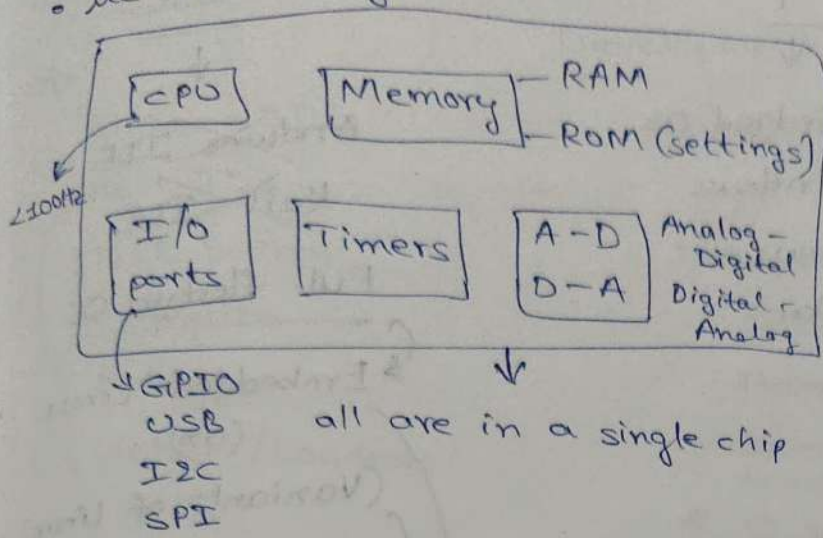 CPU
Memory
RAM
ROM (settings)
<100Hz
I/O
ports
Timers
A-D
D-A
Analog-
Digital
Digital-
Analog
GPIO
USB
I2C
SPI
all are in a single chip